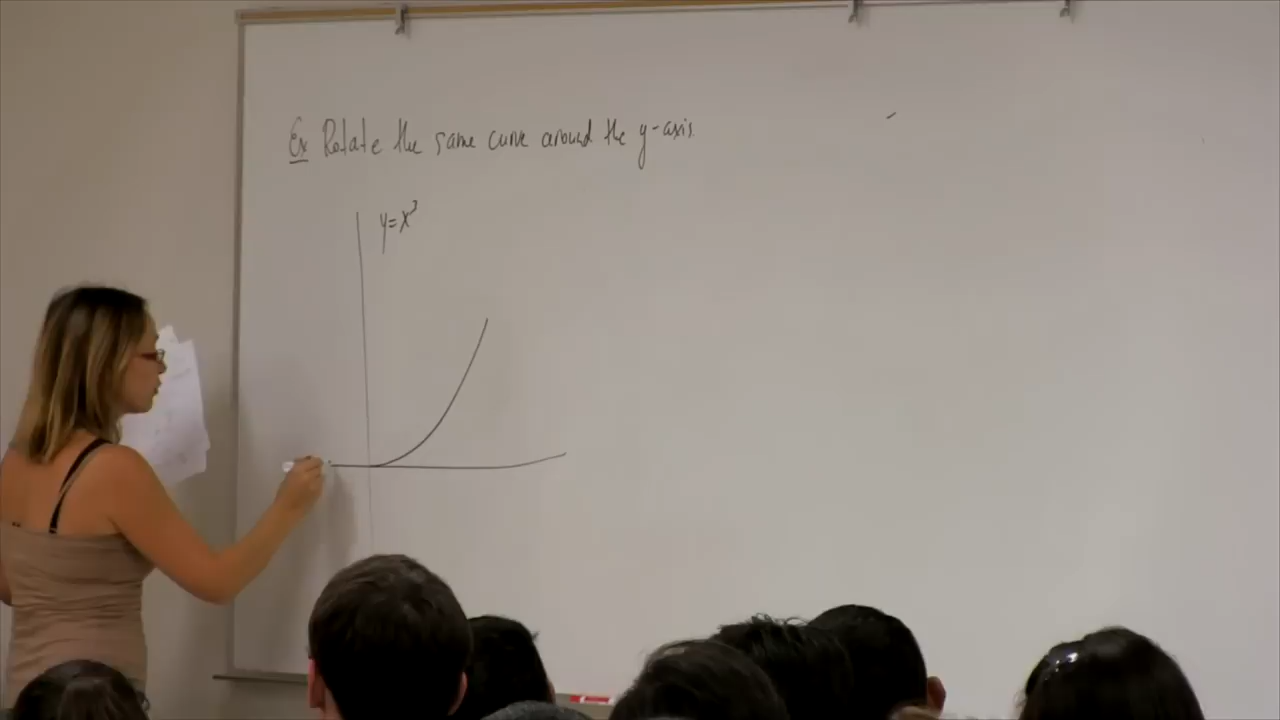 Ex Rotate the same curve around the y-axis.
y=x³